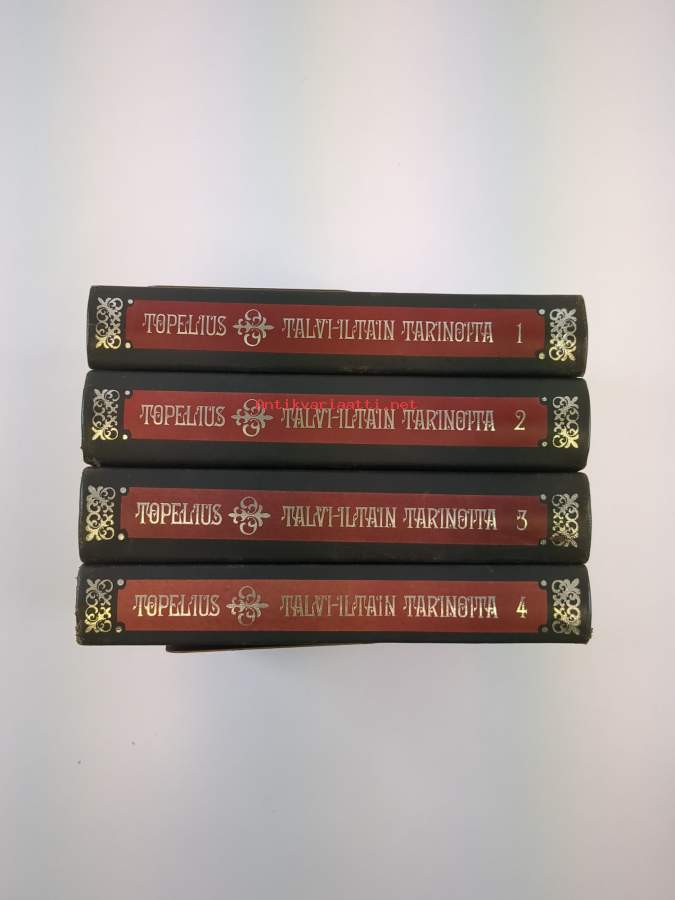 TOPELIUS TALVI-ILTAIN TARINOITA 1
Antikvariaatti.net
TOPELIUS TALVI-ILTAIN TARINOITA 2
TOPELIUS TALVI-ILTAIN TARINOITA 3
TOPELIUS TALVI-ILTAIN TARINOITA 4